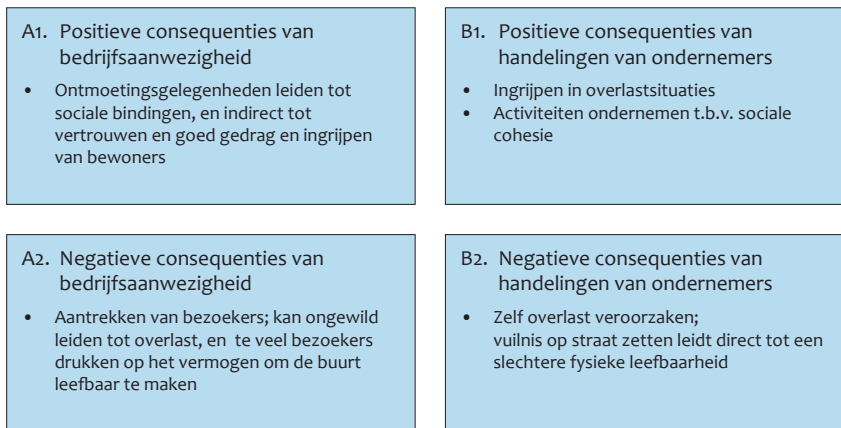 A1. Positieve consequenties van
bedrijfsaanwezigheid
• Ontmoetingsgelegenheden leiden tot
sociale bindingen, en indirect tot
vertrouwen en goed gedrag en ingrijpen
van bewoners
B1. Positieve consequenties van
handelingen van ondernemers
• Ingrijpen in overlastsituaties
• Activiteiten ondernemen t.b.v. sociale
cohesie
A2. Negatieve consequenties van
bedrijfsaanwezigheid
• Aantrekken van bezoekers; kan ongewild
leiden tot overlast, en te veel bezoekers
drukken op het vermogen om de buurt
leefbaar te maken
B2. Negatieve consequenties van
handelingen van ondernemers
• Zelf overlast veroorzaken;
vuilnis op straat zetten leidt direct tot een
slechtere fysieke leefbaarheid